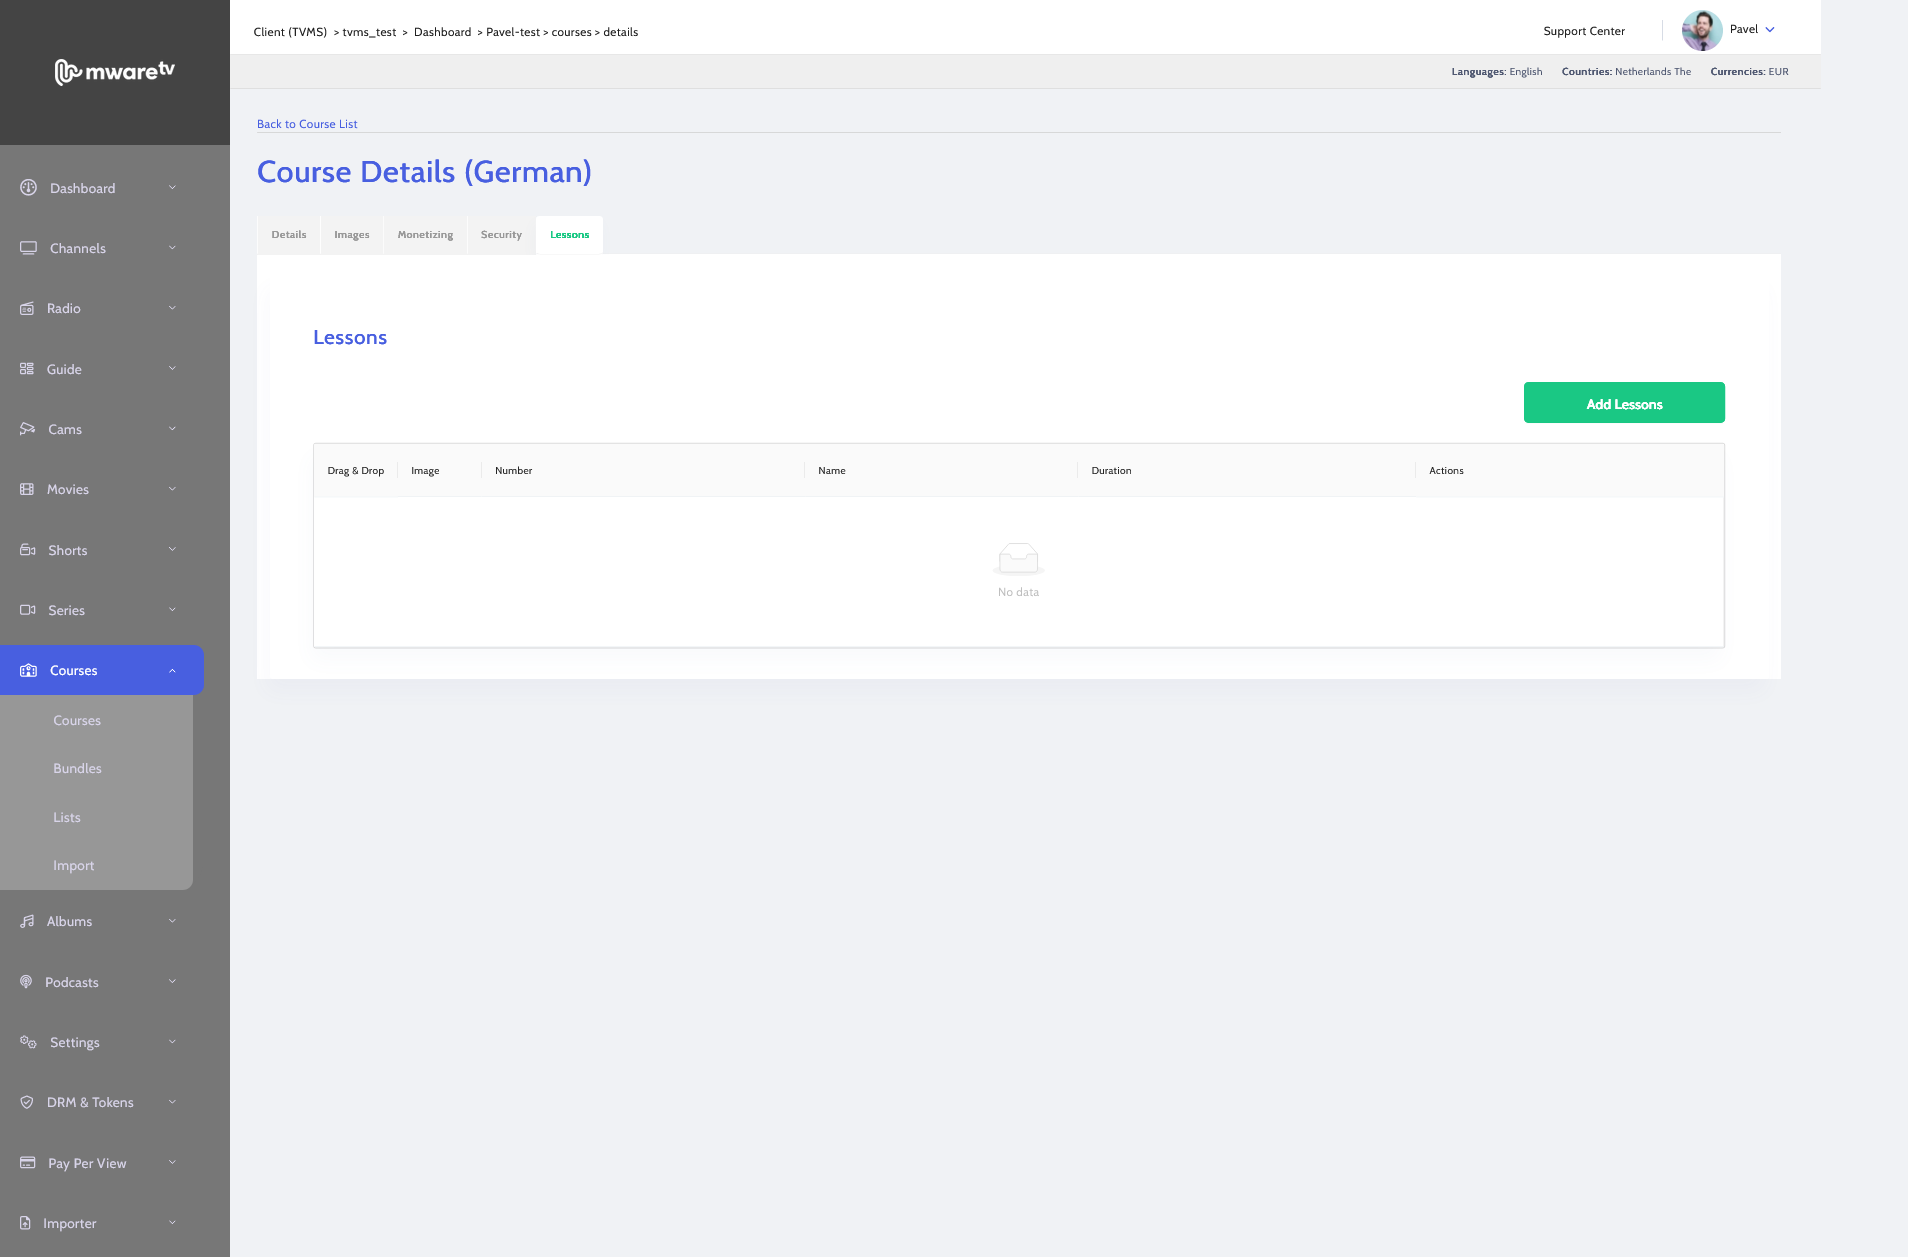 Client (TVMS) > tvms_test > Dashboard > Pavel-test > courses > details
Support Center
Pavel
Languages: English Countries: Netherlands The Currencies: EUR
mwaretv
Back to Course List
Course Details (German)
Details Images Monetizing Security Lessons
Lessons
Add Lessons
Drag & Drop Image Number Name Duration Actions
No data
Dashboard
Channels
Radio
Guide
Cams
Movies
Shorts
Series
Courses
Courses
Bundles
Lists
Import
Albums
Podcasts
Settings
DRM & Tokens
Pay Per View
Importer